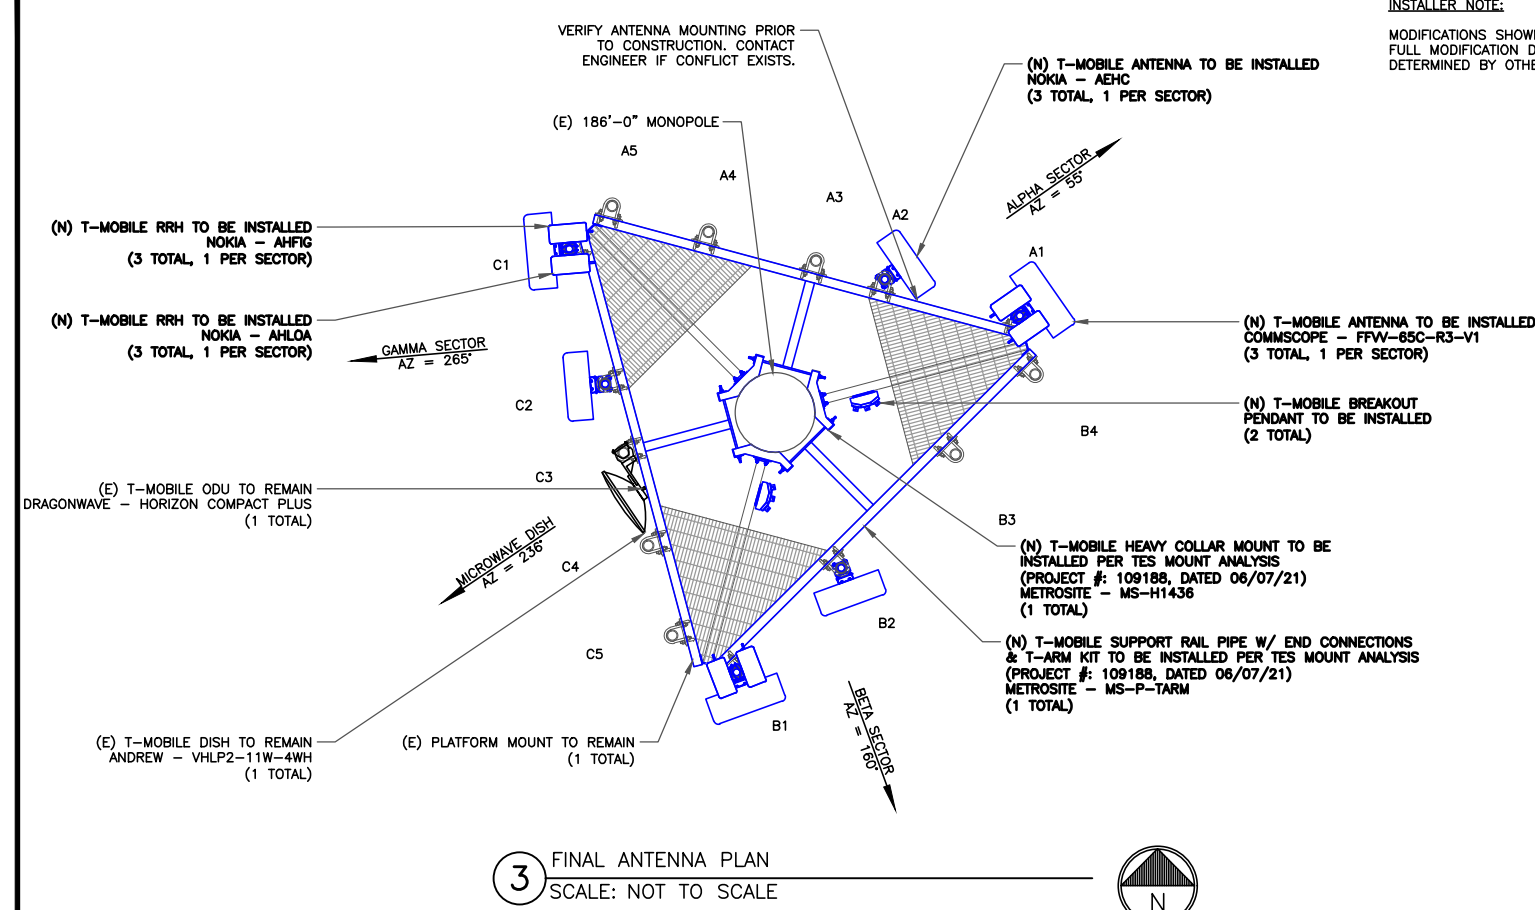 INSTALLER NOTE:
MODIFICATIONS SHOWN
FULL MODIFICATION D
DETERMINED BY OTHE
VERIFY ANTENNA MOUNTING PRIOR
TO CONSTRUCTION. CONTACT
ENGINEER IF CONFLICT EXISTS.
(N) T-MOBILE ANTENNA TO BE INSTALLED
NOKIA - AEHC
(3 TOTAL, 1 PER SECTOR)
(E) 186'-0" MONOPOLE
A5
A4
A3
A2
A1
ALPHA SECTOR
AZ = 55°
(N) T-MOBILE RRH TO BE INSTALLED
NOKIA - AHFIG
(3 TOTAL, 1 PER SECTOR)
C1
(N) T-MOBILE RRH TO BE INSTALLED
NOKIA - AHLOA
(3 TOTAL, 1 PER SECTOR)
GAMMA SECTOR
AZ = 265°
(N) T-MOBILE ANTENNA TO BE INSTALLED
COMMSCOPE - FFVV-65C-R3-V1
(3 TOTAL, 1 PER SECTOR)
C2
(N) T-MOBILE BREAKOUT
PENDANT TO BE INSTALLED
(2 TOTAL)
B4
C3
(E) T-MOBILE ODU TO REMAIN
DRAGONWAVE - HORIZON COMPACT PLUS
(1 TOTAL)
B3
MICROWAVE DISH
AZ = 236°
C4
(N) T-MOBILE HEAVY COLLAR MOUNT TO BE
INSTALLED PER TES MOUNT ANALYSIS
(PROJECT #: 109188, DATED 06/07/21)
METROSITE - MS-H1436
(1 TOTAL)
B2
C5
(N) T-MOBILE SUPPORT RAIL PIPE W/ END CONNECTIONS
& T-ARM KIT TO BE INSTALLED PER TES MOUNT ANALYSIS
(PROJECT #: 109188, DATED 06/07/21)
METROSITE - MS-P-TARM
(1 TOTAL)
B1
BETA SECTOR
AZ = 160°
(E) T-MOBILE DISH TO REMAIN
ANDREW - VHLP2-11W-4WH
(1 TOTAL)
(E) PLATFORM MOUNT TO REMAIN
(1 TOTAL)
3
FINAL ANTENNA PLAN
SCALE: NOT TO SCALE
N